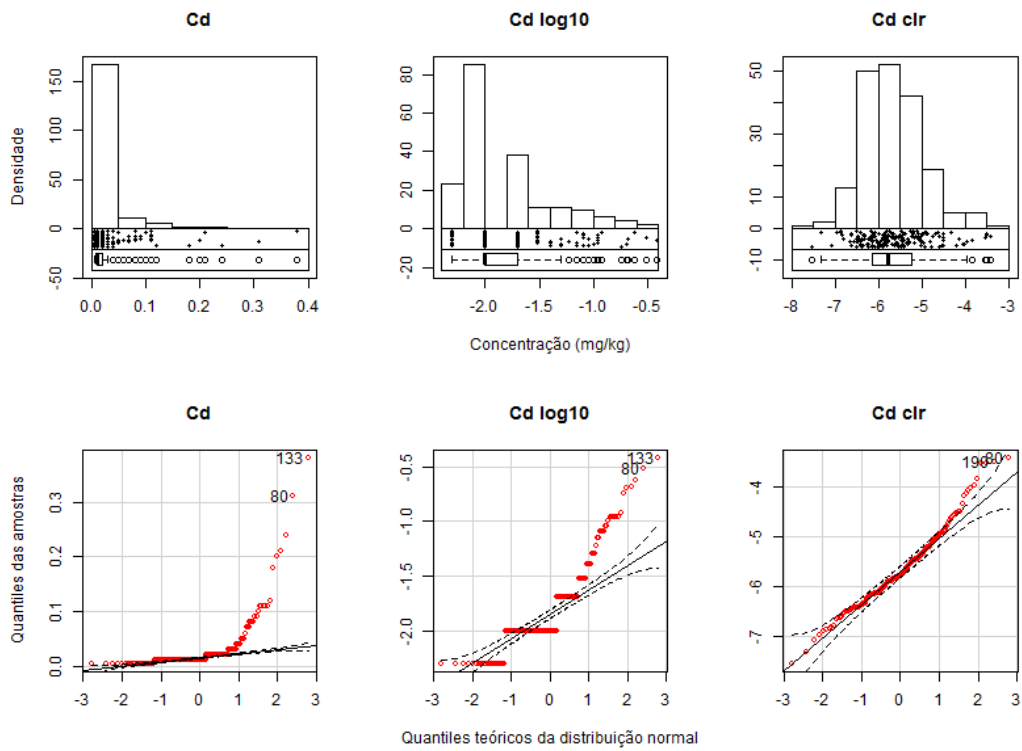 Cd
Cd log10
Cd clr
Densidade
-50 0 50 100 150
0.0 0.1 0.2 0.3 0.4
-20 0 20 40 60 80
-2.0 -1.5 -1.0 -0.5
-10 0 10 30 50
-8 -7 -6 -5 -4 -3
Concentração (mg/kg)
Cd
Cd log10
Cd clr
Quantiles das amostras
0.0 0.1 0.2 0.3
133
80
-3 -2 -1 0 1 2 3
-2.0 -1.5 -1.0 -0.5
133
80
-3 -2 -1 0 1 2 3
-7 -6 -5 -4
80
-3 -2 -1 0 1 2 3
Quantiles teóricos da distribuição normal